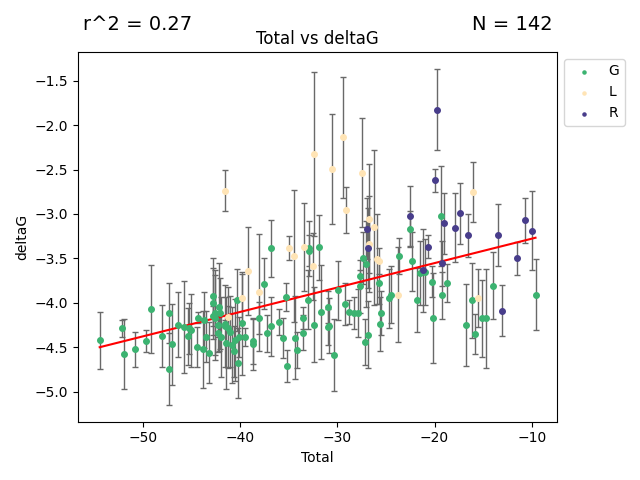 r^2 = 0.27
N = 142
Total vs deltaG
deltaG
−1.5
−2.0
−2.5
−3.0
−3.5
−4.0
−4.5
−5.0
−50
−40
−30
−20
−10
Total
G
L
R